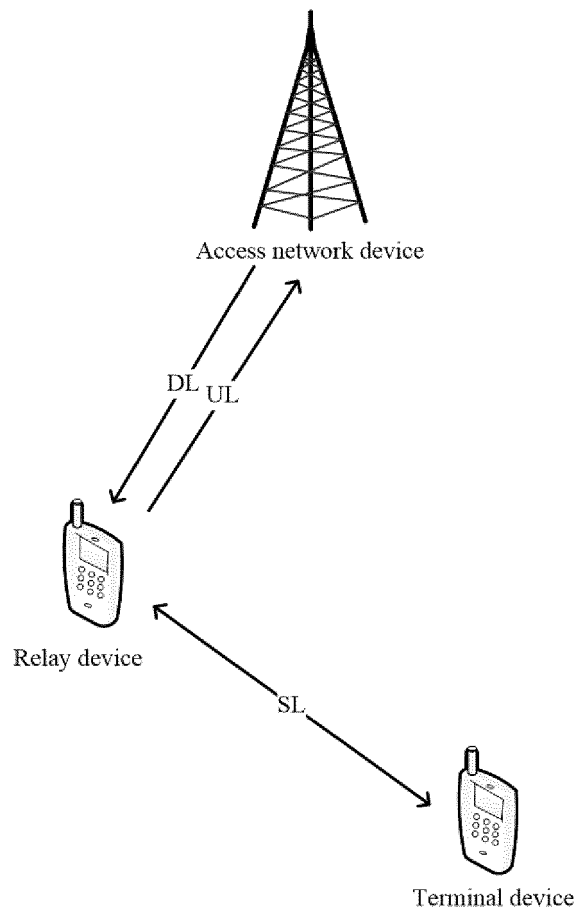 Access network device
DL
UL
Relay device
SL
Terminal device